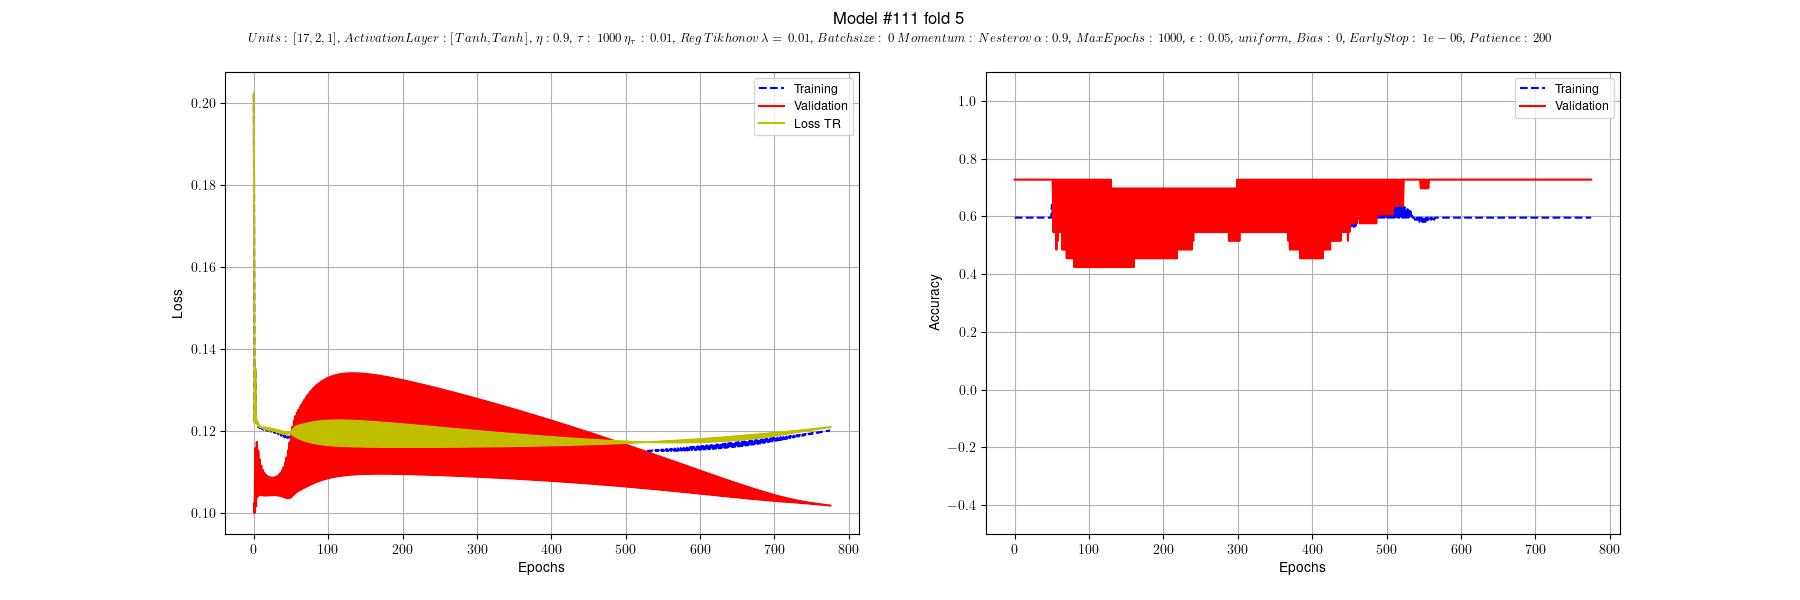 Model #111 fold 5
Units : [17, 2, 1], ActivationLayer : [Tanh, Tanh], η : 0.9, τ : 1000 ητ : 0.01, Reg Tikhonov λ = 0.01, Batchsize : 0 Momentum : Nesterov α : 0.9, MaxEpochs : 1000, ϵ : 0.05, uniform, Bias : 0, EarlyStop : 1e − 06, Patience : 200
Loss
0.20
0.18
0.16
0.14
0.12
0.10
0 100 200 300 400 500 600 700 800
Epochs
Training
Validation
Loss TR
Accuracy
1.0
0.8
0.6
0.4
0.2
0.0
−0.2
−0.4
0 100 200 300 400 500 600 700 800
Epochs
Training
Validation